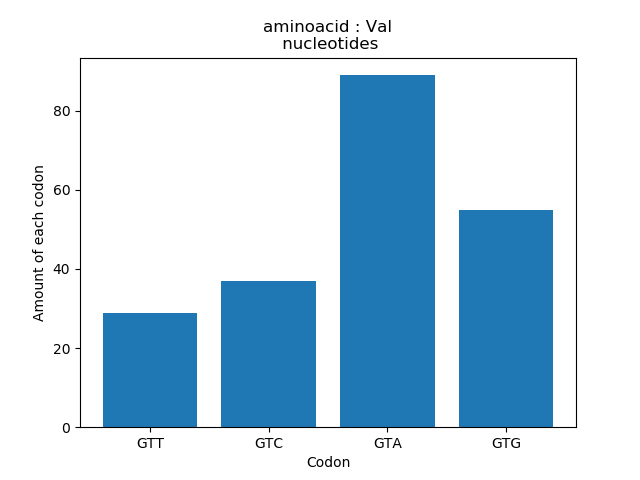 aminoacid : Val
nucleotides
Amount of each codon
80
60
40
20
0
GTT GTC GTA GTG
Codon